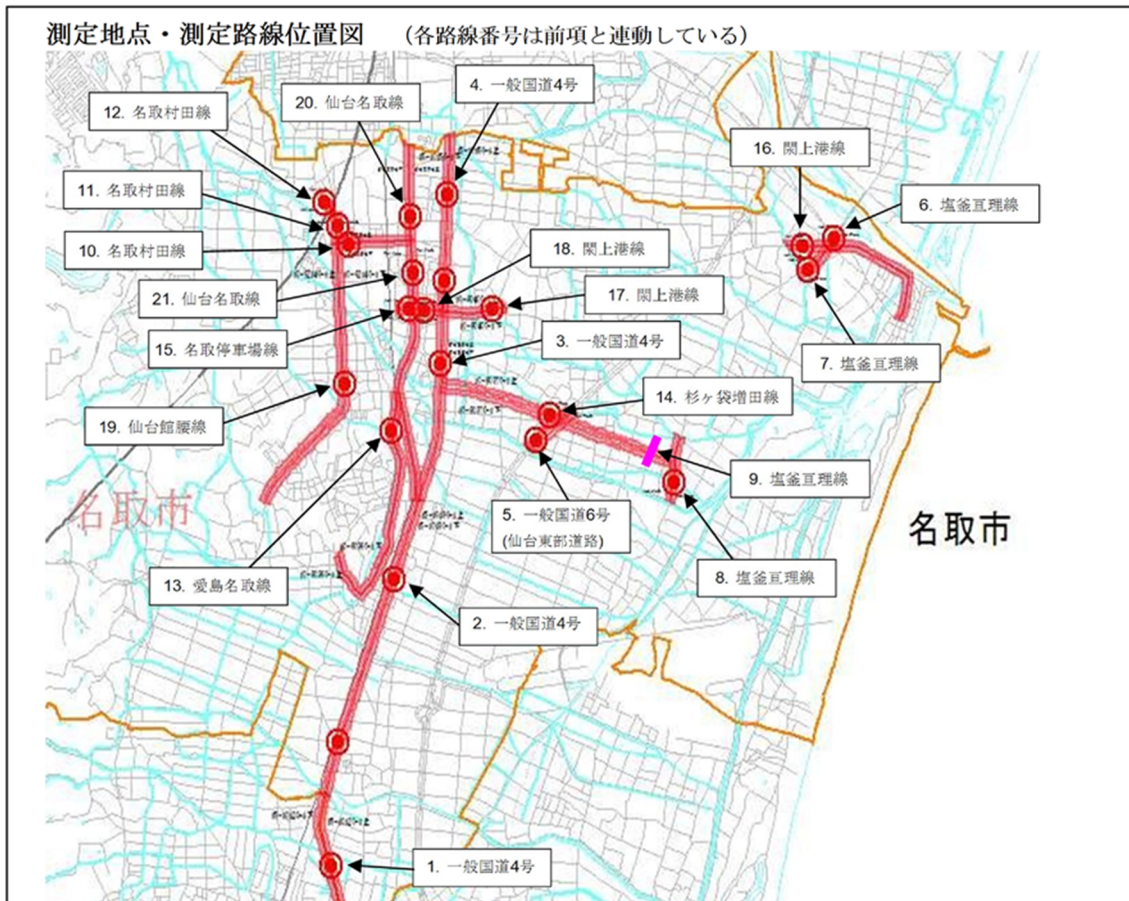 測定地点・測定路線位置図 (各路線番号は前項と連動している)
4. 一般国道4号
20. 仙台名取線
12. 名取村田線
16. 閖上港線
11. 名取村田線
6. 塩釜亘理線
10. 名取村田線
18. 閖上港線
21. 仙台名取線
17. 閖上港線
15. 名取停車場線
3. 一般国道4号
7. 塩釜亘理線
14. 杉ヶ袋増田線
19. 仙台館腰線
9. 塩釜亘理線
名取市
5. 一般国道6号
(仙台東部道路)
名取市
13. 愛島名取線
8. 塩釜亘理線
2. 一般国道4号
1. 一般国道4号